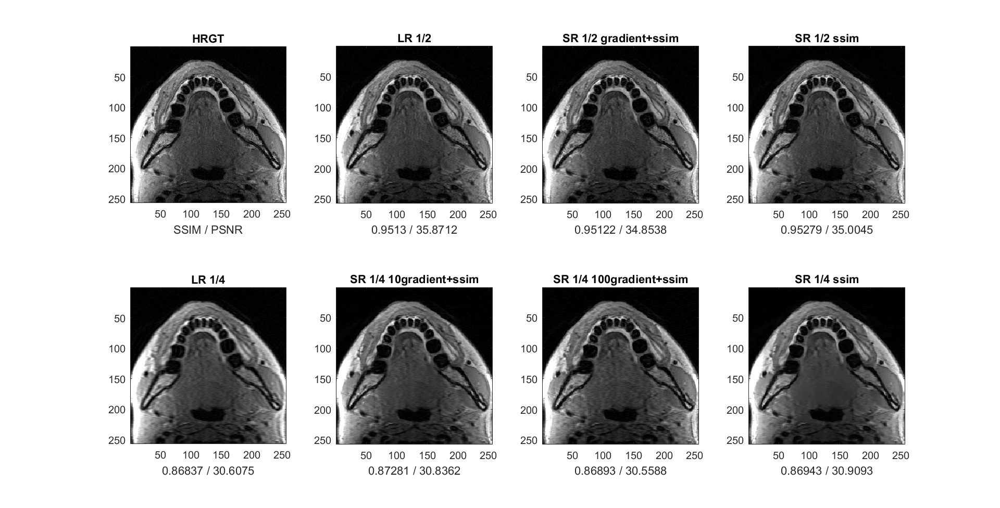 HRGT
LR 1/2
SR 1/2 gradient+ssim
SR 1/2 ssim
50
100
150
200
250
50 100 150 200 250
SSIM / PSNR
50
100
150
200
250
50 100 150 200 250
0.9513 / 35.8712
50
100
150
200
250
50 100 150 200 250
0.95122 / 34.8538
50
100
150
200
250
50 100 150 200 250
0.95279 / 35.0045
LR 1/4
SR 1/4 10gradient+ssim
SR 1/4 100gradient+ssim
SR 1/4 ssim
50
100
150
200
250
50 100 150 200 250
0.86837 / 30.6075
50
100
150
200
250
50 100 150 200 250
0.87281 / 30.8362
50
100
150
200
250
50 100 150 200 250
0.86893 / 30.5588
50
100
150
200
250
50 100 150 200 250
0.86943 / 30.9093